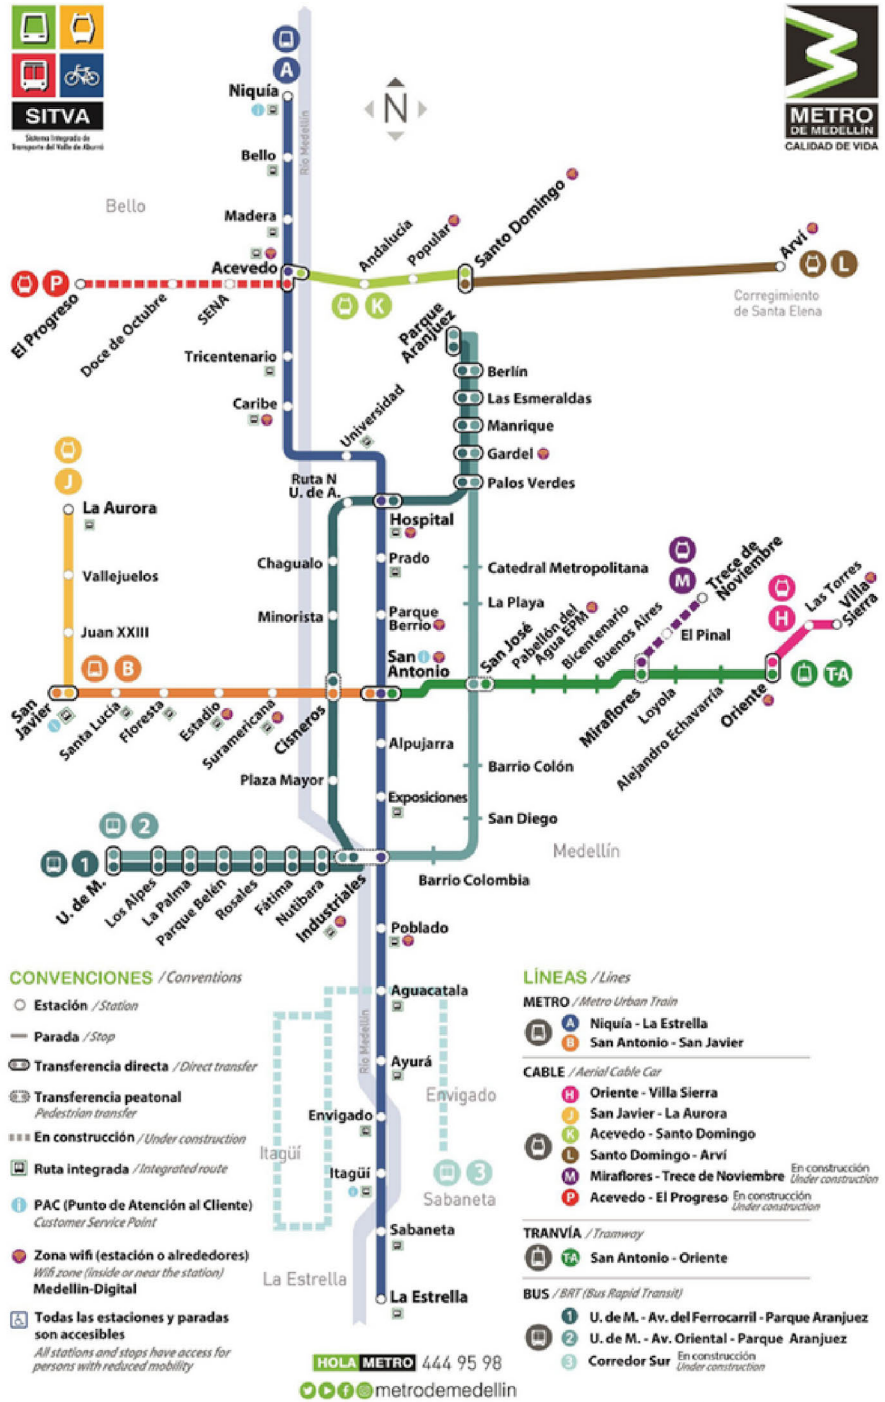 SITVA
Sistema Integrado de
Transporte del Valle de Aburrá
METRO
DE MEDELLÍN
CALIDAD DE VIDA
N
A
Niquía
Río Medellín
Bello
Bello
Madera
Acevedo
Andalucía
Popular
Santo Domingo
Arví
L
Corregimiento
de Santa Elena
P
El Progreso
Doce de Octubre
SENA
K
Parque
Aranjuez
Tricentenario
Caribe
Universidad
Berlín
Las Esmeraldas
Manrique
Gardel
Palos Verdes
J
La Aurora
Vallejuelos
Juan XXIII
Ruta N
U. de A.
Hospital
Chagualo
Prado
Minorista
Parque
Berrio
Catedral Metropolitana
La Playa
M
Trece de
Noviembre
El Pinal
H
Las Torres
Villa
Sierra
B
San
Antonio
San José
Pabellón del
Agua EPM
Bicentenario
Buenos Aires
T-A
San
Javier
Santa Lucía
Floresta
Estadio
Suramericana
Cisneros
Miraflores
Loyola
Alejandro Echavarría
Oriente
Alpujarra
Plaza Mayor
Exposiciones
Barrio Colón
San Diego
Medellín
2
1
U. de M.
Los Alpes
La Palma
Parque Belén
Rosales
Fátima
Nutibara
Industriales
Barrio Colombia
Poblado
Aguacatala
Río Medellín
Ayurá
Envigado
Envigado
Itagüí
Itagüí
3
Sabaneta
Sabaneta
La Estrella
La Estrella
CONVENCIONES / Conventions
Estación / Station
Parada / Stop
Transferencia directa / Direct transfer
Transferencia peatonal
Pedestrian transfer
En construcción / Under construction
Ruta integrada / Integrated route
PAC (Punto de Atención al Cliente)
Customer Service Point
Zona wifi (estación o alrededores)
Wifi zone (inside or near the station)
Medellin-Digital
Todas las estaciones y paradas
son accesibles
All stations and stops have access for
persons with reduced mobility
LÍNEAS / Lines
METRO / Metro Urban Train
A Niquía - La Estrella
B San Antonio - San Javier
CABLE / Aerial Cable Car
H Oriente - Villa Sierra
J San Javier - La Aurora
K Acevedo - Santo Domingo
L Santo Domingo - Arví
M Miraflores - Trece de Noviembre En construcción
Under construction
P Acevedo - El Progreso En construcción
Under construction
TRANVÍA / Tramway
T-A San Antonio - Oriente
BUS / BRT (Bus Rapid Transit)
1 U. de M. - Av. del Ferrocarril - Parque Aranjuez
2 U. de M. - Av. Oriental - Parque Aranjuez
3 Corredor Sur En construcción
Under construction
HOLA METRO 444 95 98
metrodemedellin